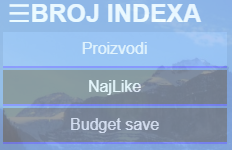 ☰BROJ INDEXA
Proizvodi
NajLike
Budget save